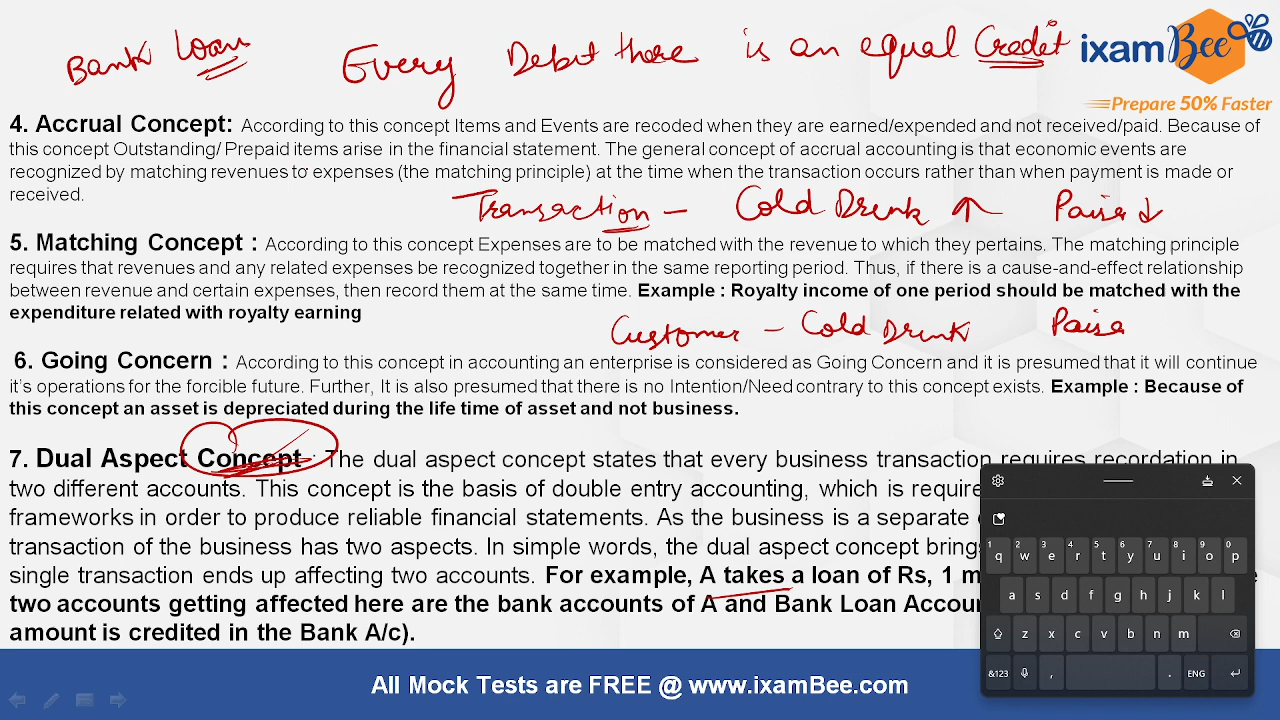 Bank Loan Every Debit there is an equal Credit
ixamBee
Prepare 50% Faster
4. Accrual Concept: According to this concept Items and Events are recoded when they are earned/expended and not received/paid. Because of
this concept Outstanding/ Prepaid items arise in the financial statement. The general concept of accrual accounting is that economic events are
recognized by matching revenues to expenses (the matching principle) at the time when the transaction occurs rather than when payment is made or
received.
Transaction – Cold Drink ↑ Paisa ↓
5. Matching Concept : According to this concept Expenses are to be matched with the revenue to which they pertains. The matching principle
requires that revenues and any related expenses be recognized together in the same reporting period. Thus, if there is a cause-and-effect relationship
between revenue and certain expenses, then record them at the same time. Example : Royalty income of one period should be matched with the
expenditure related with royalty earning
Customer – Cold Drink Paisa
6. Going Concern : According to this concept in accounting an enterprise is considered as Going Concern and it is presumed that it will continue
it's operations for the forcible future. Further, It is also presumed that there is no Intention/Need contrary to this concept exists. Example : Because of
this concept an asset is depreciated during the life time of asset and not business.
7. Dual Aspect Concept : The dual aspect concept states that every business transaction requires recordation in
two different accounts. This concept is the basis of double entry accounting, which is require
frameworks in order to produce reliable financial statements. As the business is a separate
transaction of the business has two aspects. In simple words, the dual aspect concept brings
single transaction ends up affecting two accounts. For example, A takes a loan of Rs, 1 m
two accounts getting affected here are the bank accounts of A and Bank Loan Accou
amount is credited in the Bank A/c).
1 2 3 4 5 6 7 8 9 0
q w e r t y u i o p
a s d f g h j k l
z x c v b n m
&123 , . ENG
All Mock Tests are FREE @ www.ixamBee.com